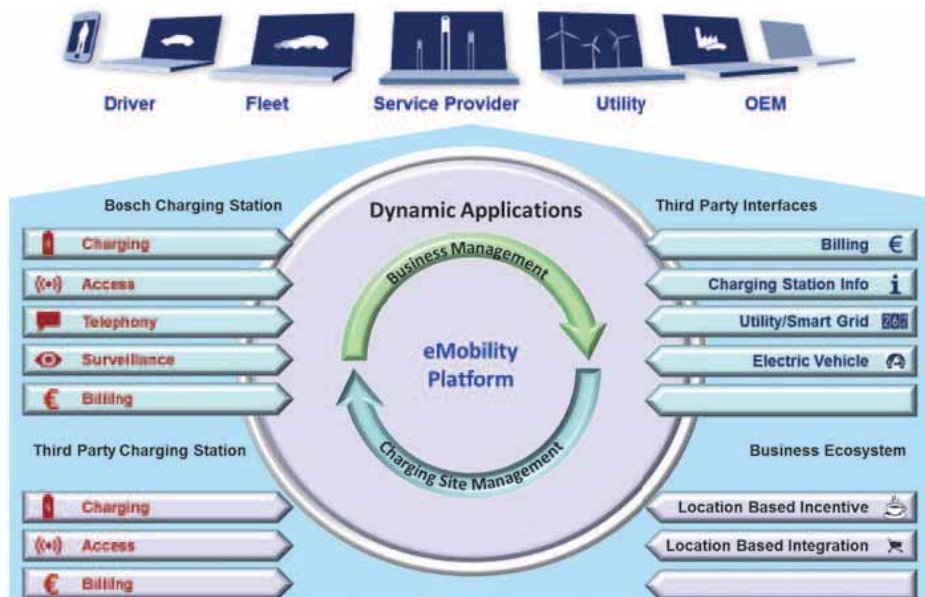 Driver
Fleet
Service Provider
Utility
OEM
Bosch Charging Station
Charging
Access
Telephony
Surveillance
€ Billing
Third Party Charging Station
Charging
Access
€ Billing
Dynamic Applications
Business Management
eMobility
Platform
Charging Site Management
Third Party Interfaces
Billing €
Charging Station Info i
Utility/Smart Grid 262
Electric Vehicle
Business Ecosystem
Location Based Incentive
Location Based Integration